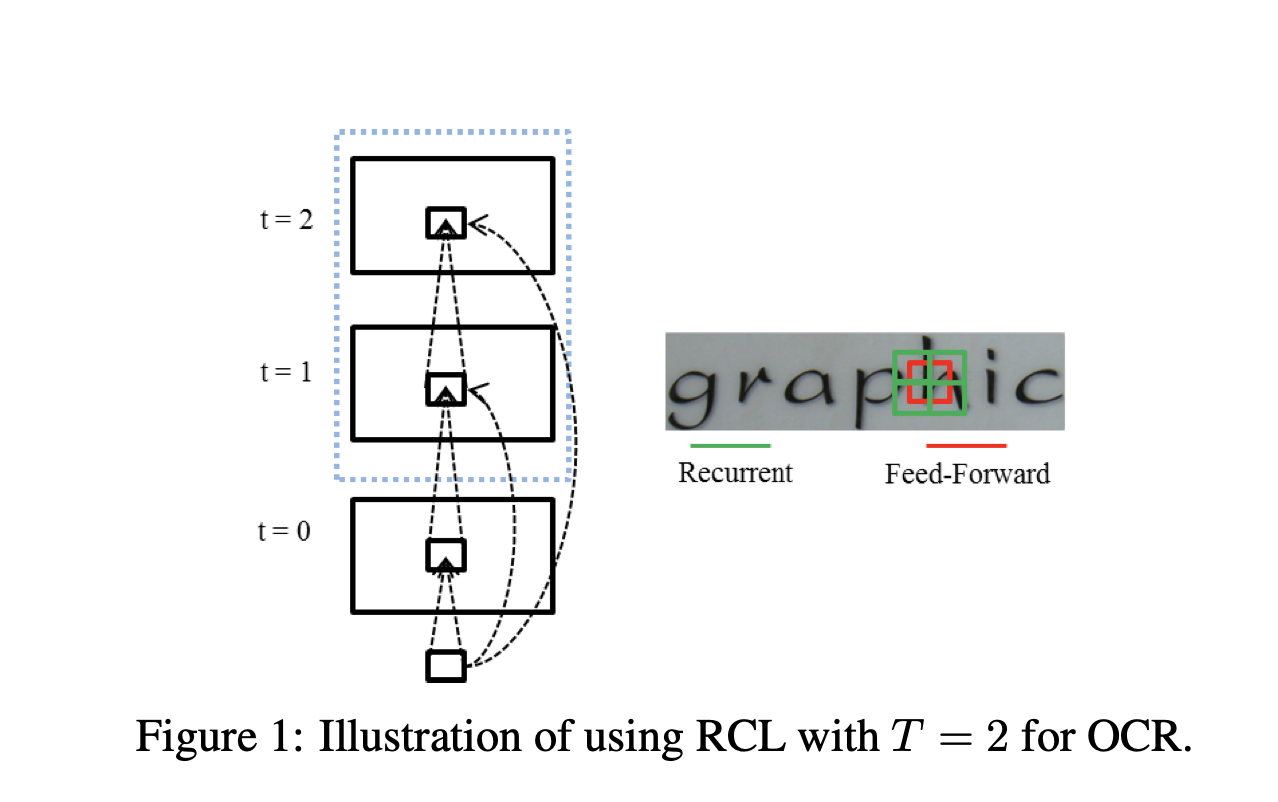 t = 2
t = 1
t = 0
graphic
Recurrent
Feed-Forward
Figure 1: Illustration of using RCL with T = 2 for OCR.